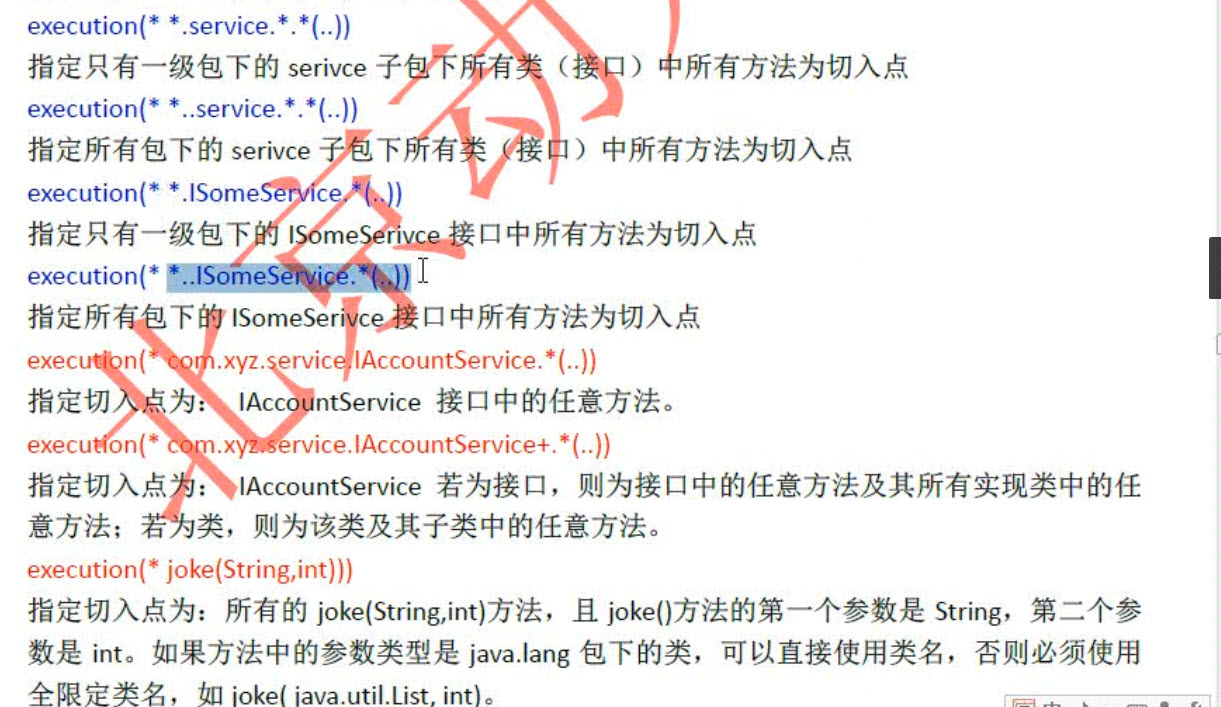 execution(* *.service.*.*(..))
指定只有一级包下的 serivce 子包下所有类（接口）中所有方法为切入点
execution(* *..service.*.*(..))
指定所有包下的 serivce 子包下所有类（接口）中所有方法为切入点
execution(* *.ISomeService.*(..))
指定只有一级包下的 ISomeSerivce 接口中所有方法为切入点
execution(* *..ISomeService.*(..))
指定所有包下的 ISomeSerivce 接口中所有方法为切入点
execution(* com.xyz.service.IAccountService.*(..))
指定切入点为： IAccountService 接口中的任意方法。
execution(* com.xyz.service.IAccountService+.*(..))
指定切入点为： IAccountService 若为接口，则为接口中的任意方法及其所有实现类中的任
意方法；若为类，则为该类及其子类中的任意方法。
execution(* joke(String,int)))
指定切入点为：所有的 joke(String,int)方法，且 joke()方法的第一个参数是 String，第二个参
数是 int。如果方法中的参数类型是 java.lang 包下的类，可以直接使用类名，否则必须使用
全限定类名，如 joke( java.util.List, int)。
北京动